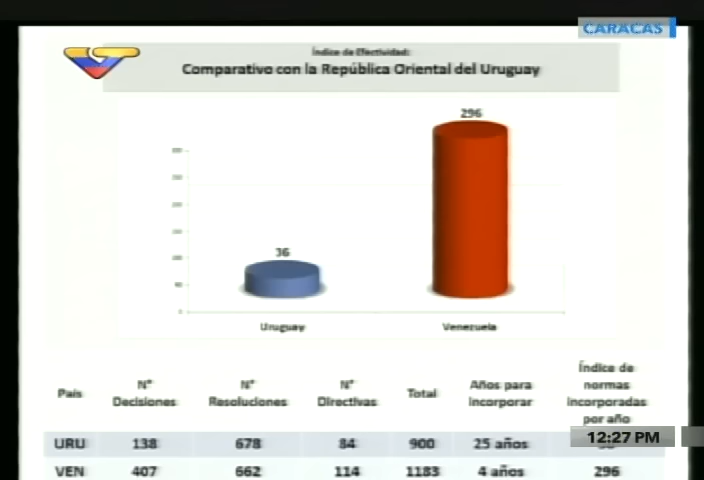 CARACAS
Índice de Efectividad:
Comparativo con la República Oriental del Uruguay
296
36
Uruguay
Venezuela
País N° Decisiones N° Resoluciones N° Directivas Total Años para Incorporar Índice de normas incorporadas por año
URU 138 678 84 900 25 años
12:27 PM
VEN 407 662 114 1183 4 años 296